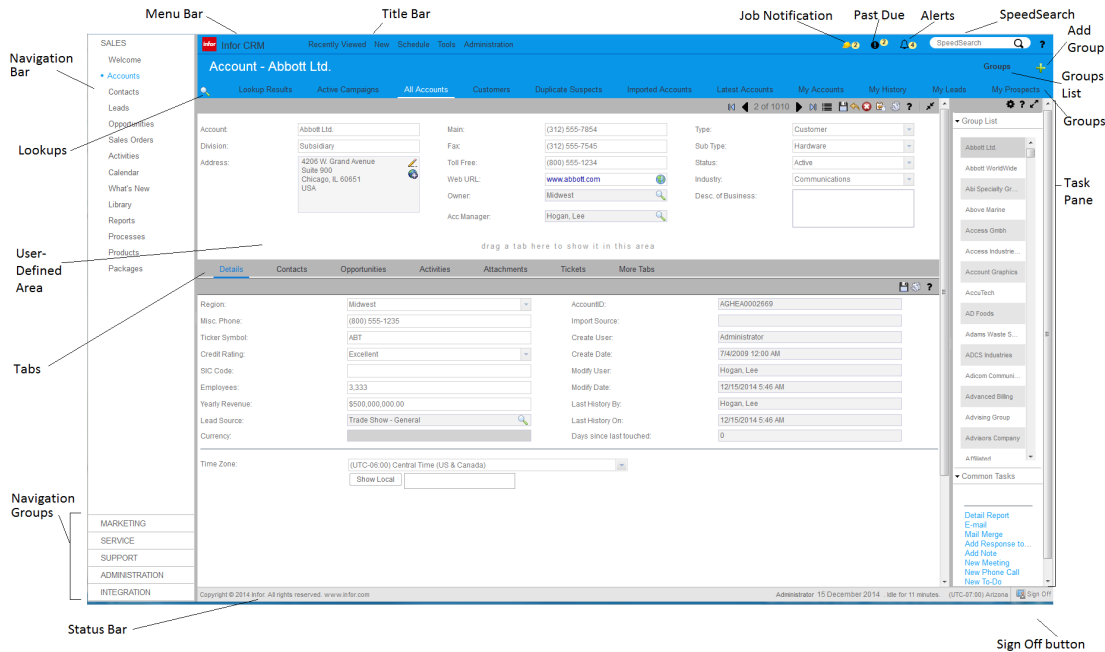 Menu Bar
Title Bar
Job Notification
Past Due
Alerts
SpeedSearch
Add
Group
Groups
List
Groups
Task
Pane
Navigation
Bar
Lookups
User-
Defined
Area
Tabs
Navigation
Groups
Status Bar
Sign Off button
SALES
Welcome
Accounts
Contacts
Leads
Opportunities
Sales Orders
Activities
Calendar
What's New
Library
Reports
Processes
Products
Packages
MARKETING
SERVICE
SUPPORT
ADMINISTRATION
INTEGRATION
infor Infor CRM Recently Viewed New Schedule Tools Administration 2 2 4 SpeedSearch ?
Account - Abbott Ltd. Groups
Lookup Results Active Campaigns All Accounts Customers Duplicate Suspects Imported Accounts Latest Accounts My Accounts My History My Leads My Prospects
2 of 1010 ?
Account: Abbott Ltd. Main: (312) 555-7854 Type: Customer
Division: Subsidiary Fax: (312) 555-7545 Sub Type: Hardware
Address: 4206 W. Grand Avenue Toll Free: (800) 555-1234 Status: Active
Suite 900
Chicago, IL 60651 Web URL: www.abbott.com Industry: Communications
USA
Owner: Midwest Desc. of Business:
Acc Manager: Hogan, Lee
drag a tab here to show it in this area
Details Contacts Opportunities Activities Attachments Tickets More Tabs
?
Region: Midwest AccountID: AGHEA0002669
Misc. Phone: (800) 555-1235 Import Source:
Ticker Symbol: ABT Create User: Administrator
Credit Rating: Excellent Create Date: 7/4/2009 12:00 AM
SIC Code: Modify User: Hogan, Lee
Employees: 3,333 Modify Date: 12/15/2014 5:46 AM
Yearly Revenue: $500,000,000.00 Last History By: Hogan, Lee
Lead Source: Trade Show - General Last History On: 12/15/2014 5:46 AM
Currency: Days since last touched: 0
Time Zone: (UTC-06:00) Central Time (US & Canada)
Show Local
?
Group List
Abbott Ltd.
Abbott WorldWide
Abi Specialty Gr...
Above Marine
Access Gmbh
Access Industrie...
Account Graphica
AccuTech
AD Foods
Adams Waste S...
ADCS Industries
Adicom Communi...
Advanced Billing
Advising Group
Advisors Company
Affiliated
Common Tasks
Detail Report
E-mail
Mail Merge
Add Response to...
Add Note
New Meeting
New Phone Call
New To-Do
Copyright © 2014 Infor. All rights reserved. www.infor.com Administrator 15 December 2014 . Idle for 11 minutes. (UTC-07:00) Arizona Sign Off